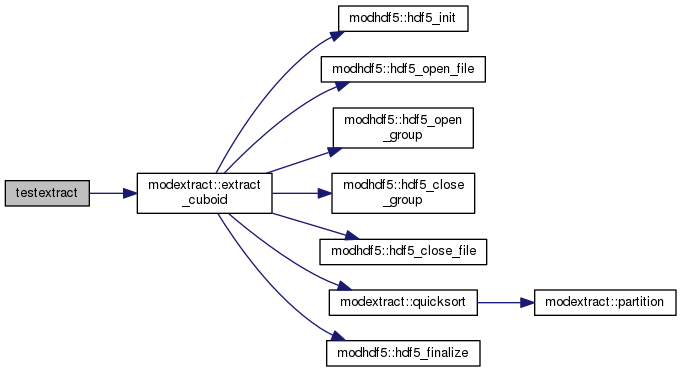 modhdf5::hdf5_init
modhdf5::hdf5_open_file
modhdf5::hdf5_open
_group
testextract
modextract::extract
_cuboid
modhdf5::hdf5_close
_group
modhdf5::hdf5_close_file
modextract::quicksort
modextract::partition
modhdf5::hdf5_finalize